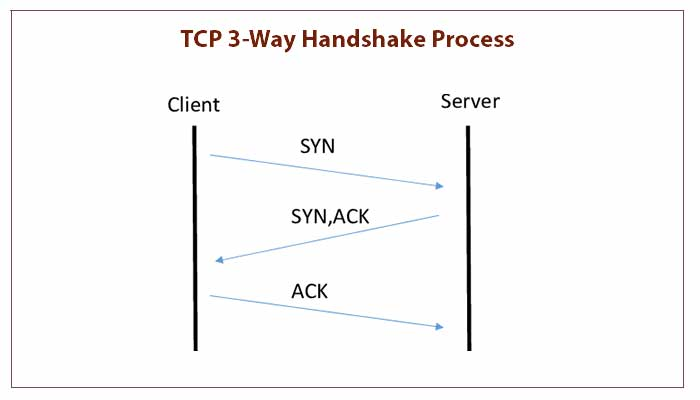 TCP 3-Way Handshake Process
Client
Server
SYN
SYN,ACK
ACK